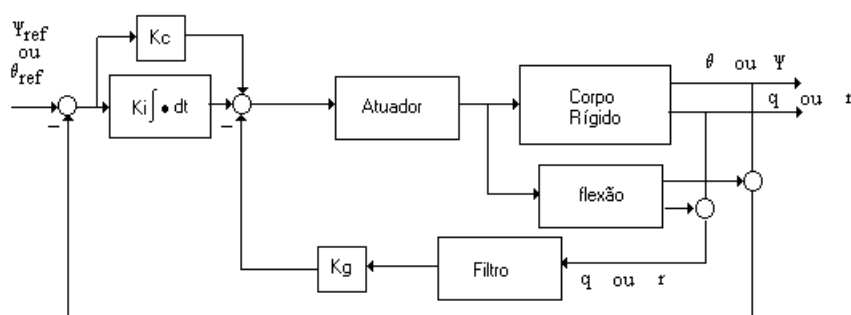 Ψref
ou
θref
Kc
Ki∫ • dt
−
−
Atuador
Corpo
Rígido
θ ou Ψ
q ou r
flexão
Kg
Filtro
q ou r